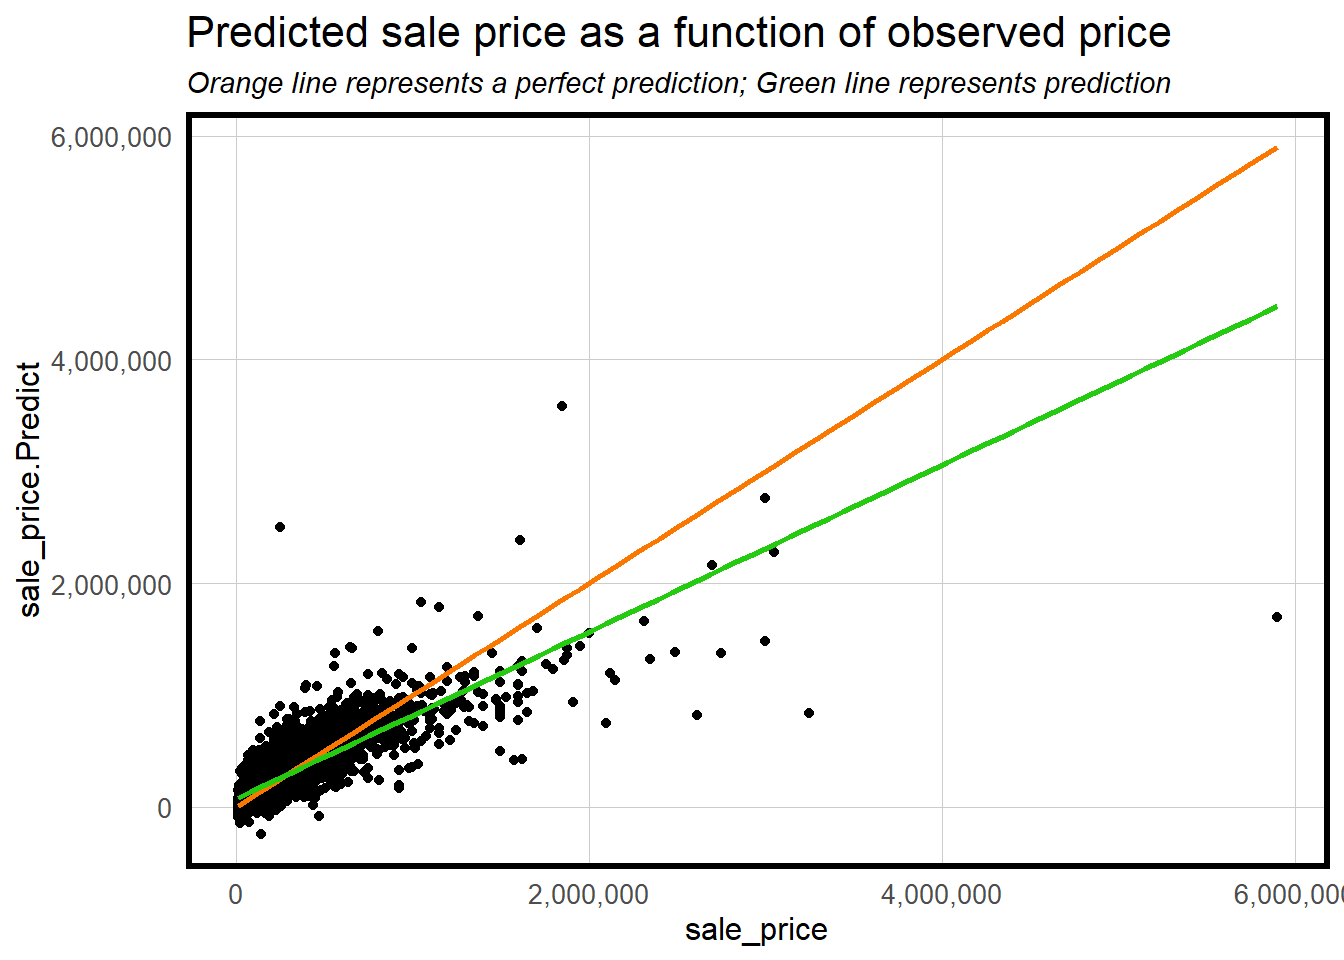 Predicted sale price as a function of observed price
Orange line represents a perfect prediction; Green line represents prediction
6,000,000
4,000,000
2,000,000
0
sale_price.Predict
0
2,000,000
4,000,000
6,000,00
sale_price